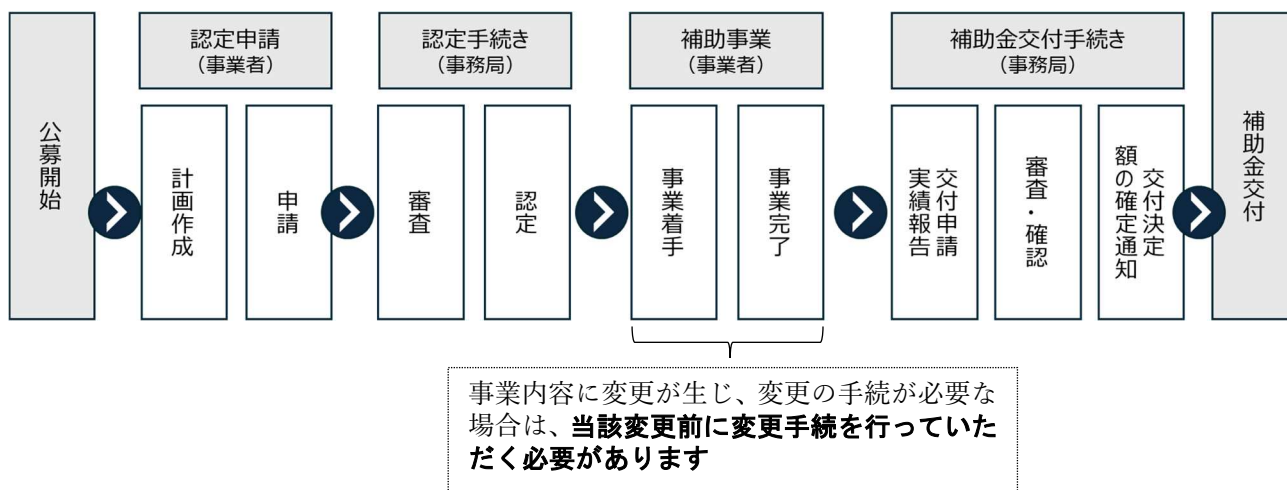 公募開始
認定申請
（事業者）
計画作成
申請
認定手続き
（事務局）
審査
認定
補助事業
（事業者）
事業着手
事業完了
補助金交付手続き
（事務局）
交付申請
実績報告
審査・確認
交付決定
額の確定通知
補助金交付
事業内容に変更が生じ、変更の手続が必要な
場合は、当該変更前に変更手続を行っていた
だく必要があります